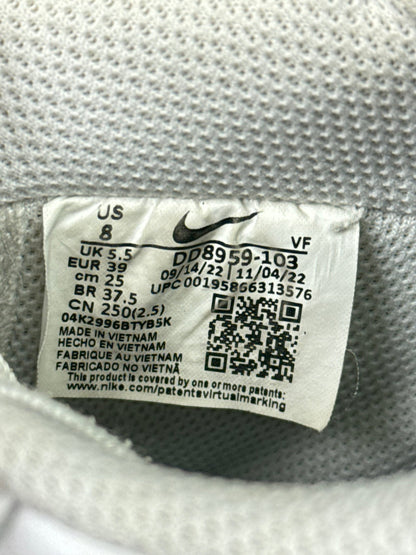 US
8
VF
UK 5.5
DD8959-103
EUR 39
09/14/22 | 11/04/22
cm 25
UPC 00195866313576
BR 37.5
CN 250(2.5)
04K2996BTYB5K
MADE IN VIETNAM
HECHO EN VIETNAM
FABRIQUE AU VIETNAM
FABRICADO NO VIETNÃ
This product is covered by one or more patents:
www.nike.com/patentsvirtualmarking